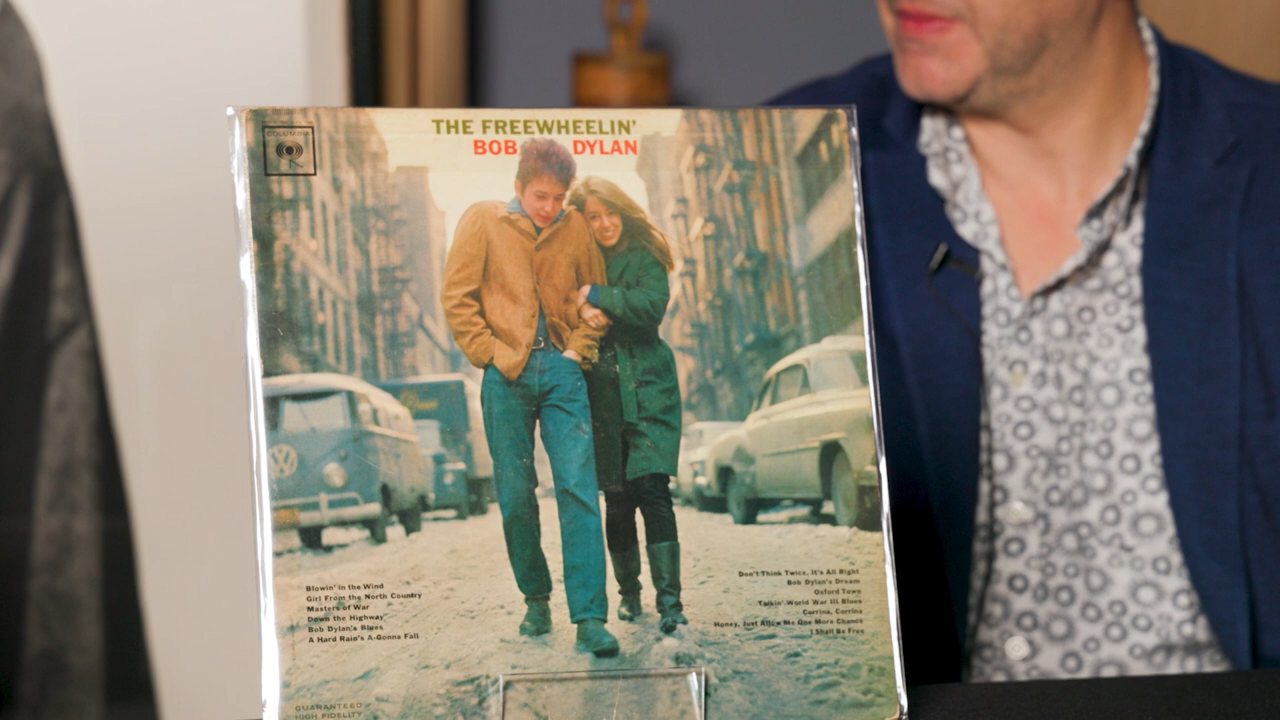 COLUMBIA
THE FREEWHEELIN'
BOB DYLAN
Blowin' in the Wind
Girl From the North Country
Masters of War
Down the Highway
Bob Dylan's Blues
A Hard Rain's A-Gonna Fall
Don't Think Twice, It's All Right
Bob Dylan's Dream
Oxford Town
Talkin' World War III Blues
Corrina, Corrina
Honey, Just Allow Me One More Chance
I Shall Be Free
GUARANTEED
HIGH FIDELITY